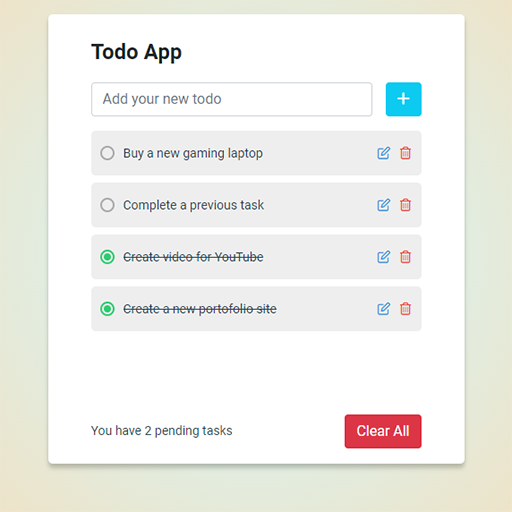 Todo App
Add your new todo
+
Buy a new gaming laptop
Complete a previous task
Create video for YouTube
Create a new portofolio site
You have 2 pending tasks
Clear All